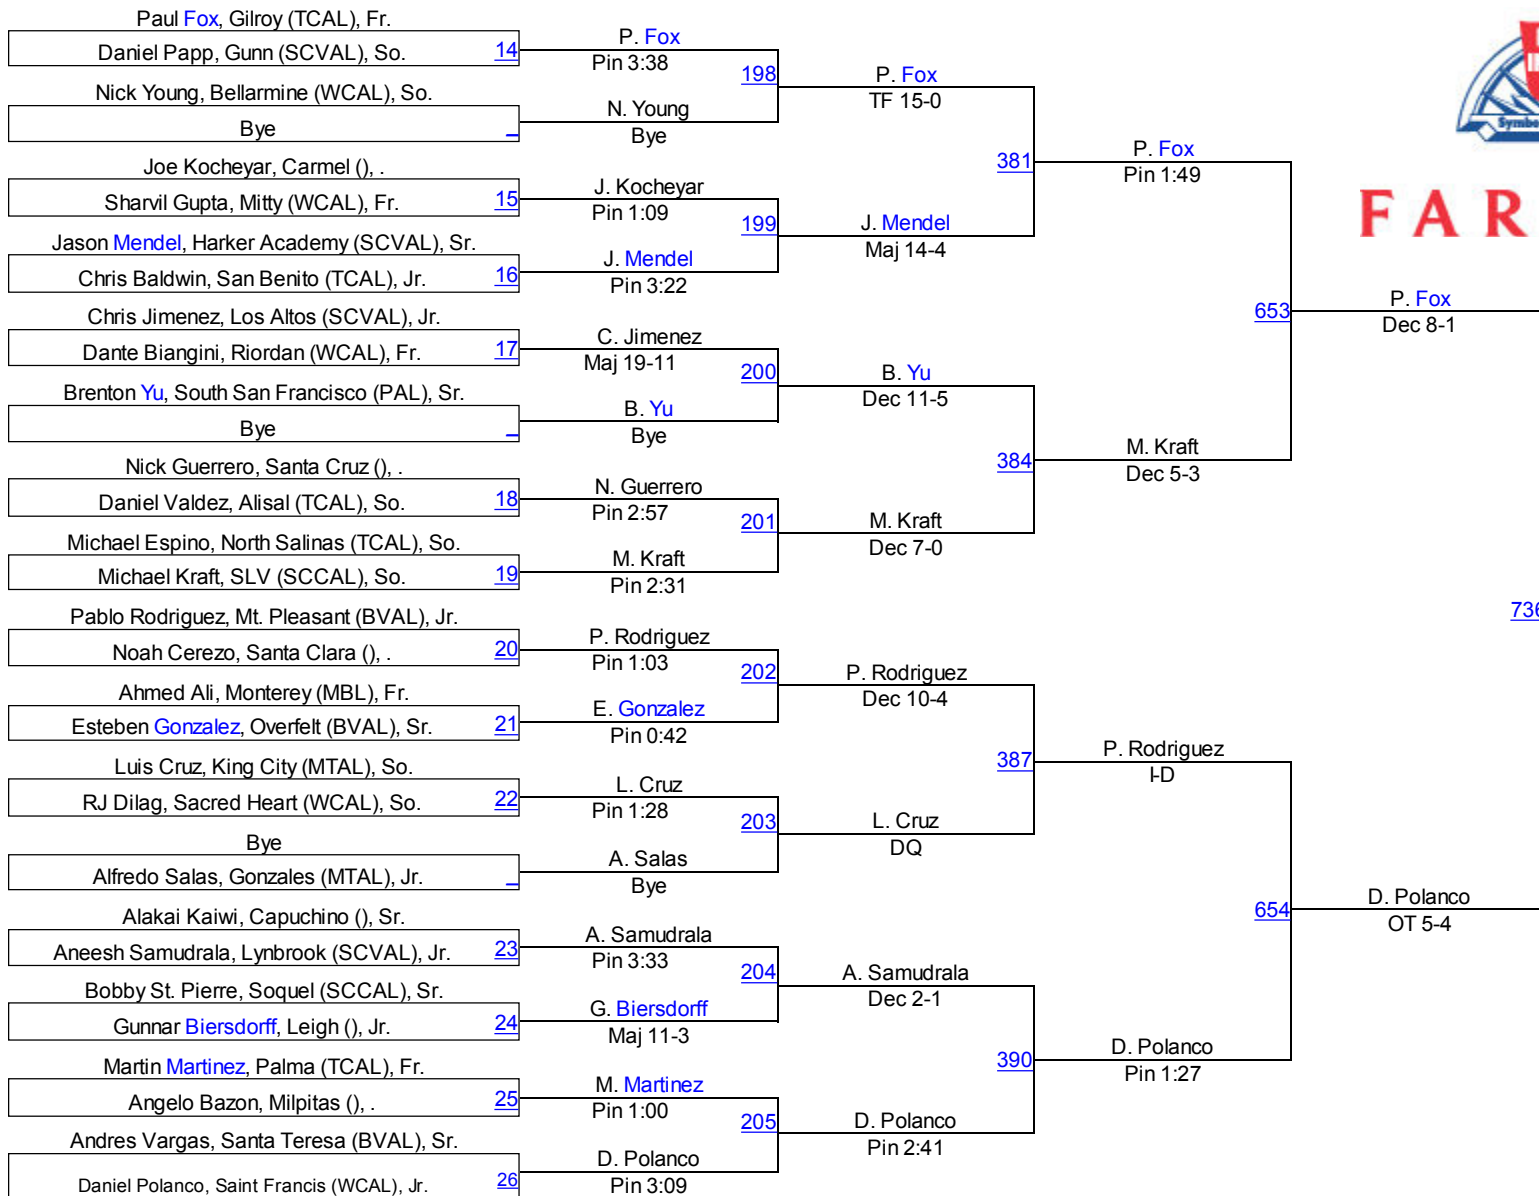 Paul Fox, Gilroy (TCAL), Fr.
Daniel Papp, Gunn (SCVAL), So. 14
Nick Young, Bellarmine (WCAL), So.
Bye
Joe Kocheyar, Carmel (), .
Sharvil Gupta, Mitty (WCAL), Fr. 15
Jason Mendel, Harker Academy (SCVAL), Sr.
Chris Baldwin, San Benito (TCAL), Jr. 16
Chris Jimenez, Los Altos (SCVAL), Jr.
Dante Biangini, Riordan (WCAL), Fr. 17
Brenton Yu, South San Francisco (PAL), Sr.
Bye
Nick Guerrero, Santa Cruz (), .
Daniel Valdez, Alisal (TCAL), So. 18
Michael Espino, North Salinas (TCAL), So.
Michael Kraft, SLV (SCCAL), So. 19
Pablo Rodriguez, Mt. Pleasant (BVAL), Jr.
Noah Cerezo, Santa Clara (), . 20
Ahmed Ali, Monterey (MBL), Fr.
Esteben Gonzalez, Overfelt (BVAL), Sr. 21
Luis Cruz, King City (MTAL), So.
RJ Dilag, Sacred Heart (WCAL), So. 22
Bye
Alfredo Salas, Gonzales (MTAL), Jr.
Alakai Kaiwi, Capuchino (), Sr.
Aneesh Samudrala, Lynbrook (SCVAL), Jr. 23
Bobby St. Pierre, Soquel (SCCAL), Sr.
Gunnar Biersdorff, Leigh (), Jr. 24
Martin Martinez, Palma (TCAL), Fr.
Angelo Bazon, Milpitas (), . 25
Andres Vargas, Santa Teresa (BVAL), Sr.
Daniel Polanco, Saint Francis (WCAL), Jr. 26
P. Fox
Pin 3:38
198
N. Young
Bye
J. Kocheyar
Pin 1:09
199
J. Mendel
Pin 3:22
C. Jimenez
Maj 19-11
200
B. Yu
Bye
N. Guerrero
Pin 2:57
201
M. Kraft
Pin 2:31
P. Rodriguez
Pin 1:03
202
E. Gonzalez
Pin 0:42
L. Cruz
Pin 1:28
203
A. Salas
Bye
A. Samudrala
Pin 3:33
204
G. Biersdorff
Maj 11-3
M. Martinez
Pin 1:00
205
D. Polanco
Pin 3:09
P. Fox
TF 15-0
381
J. Mendel
Maj 14-4
B. Yu
Dec 11-5
384
M. Kraft
Dec 7-0
P. Rodriguez
Dec 10-4
387
L. Cruz
DQ
A. Samudrala
Dec 2-1
390
D. Polanco
Pin 2:41
P. Fox
Pin 1:49
653
M. Kraft
Dec 5-3
P. Rodriguez
I-D
654
D. Polanco
Pin 1:27
P. Fox
Dec 8-1
736
D. Polanco
OT 5-4
FAR